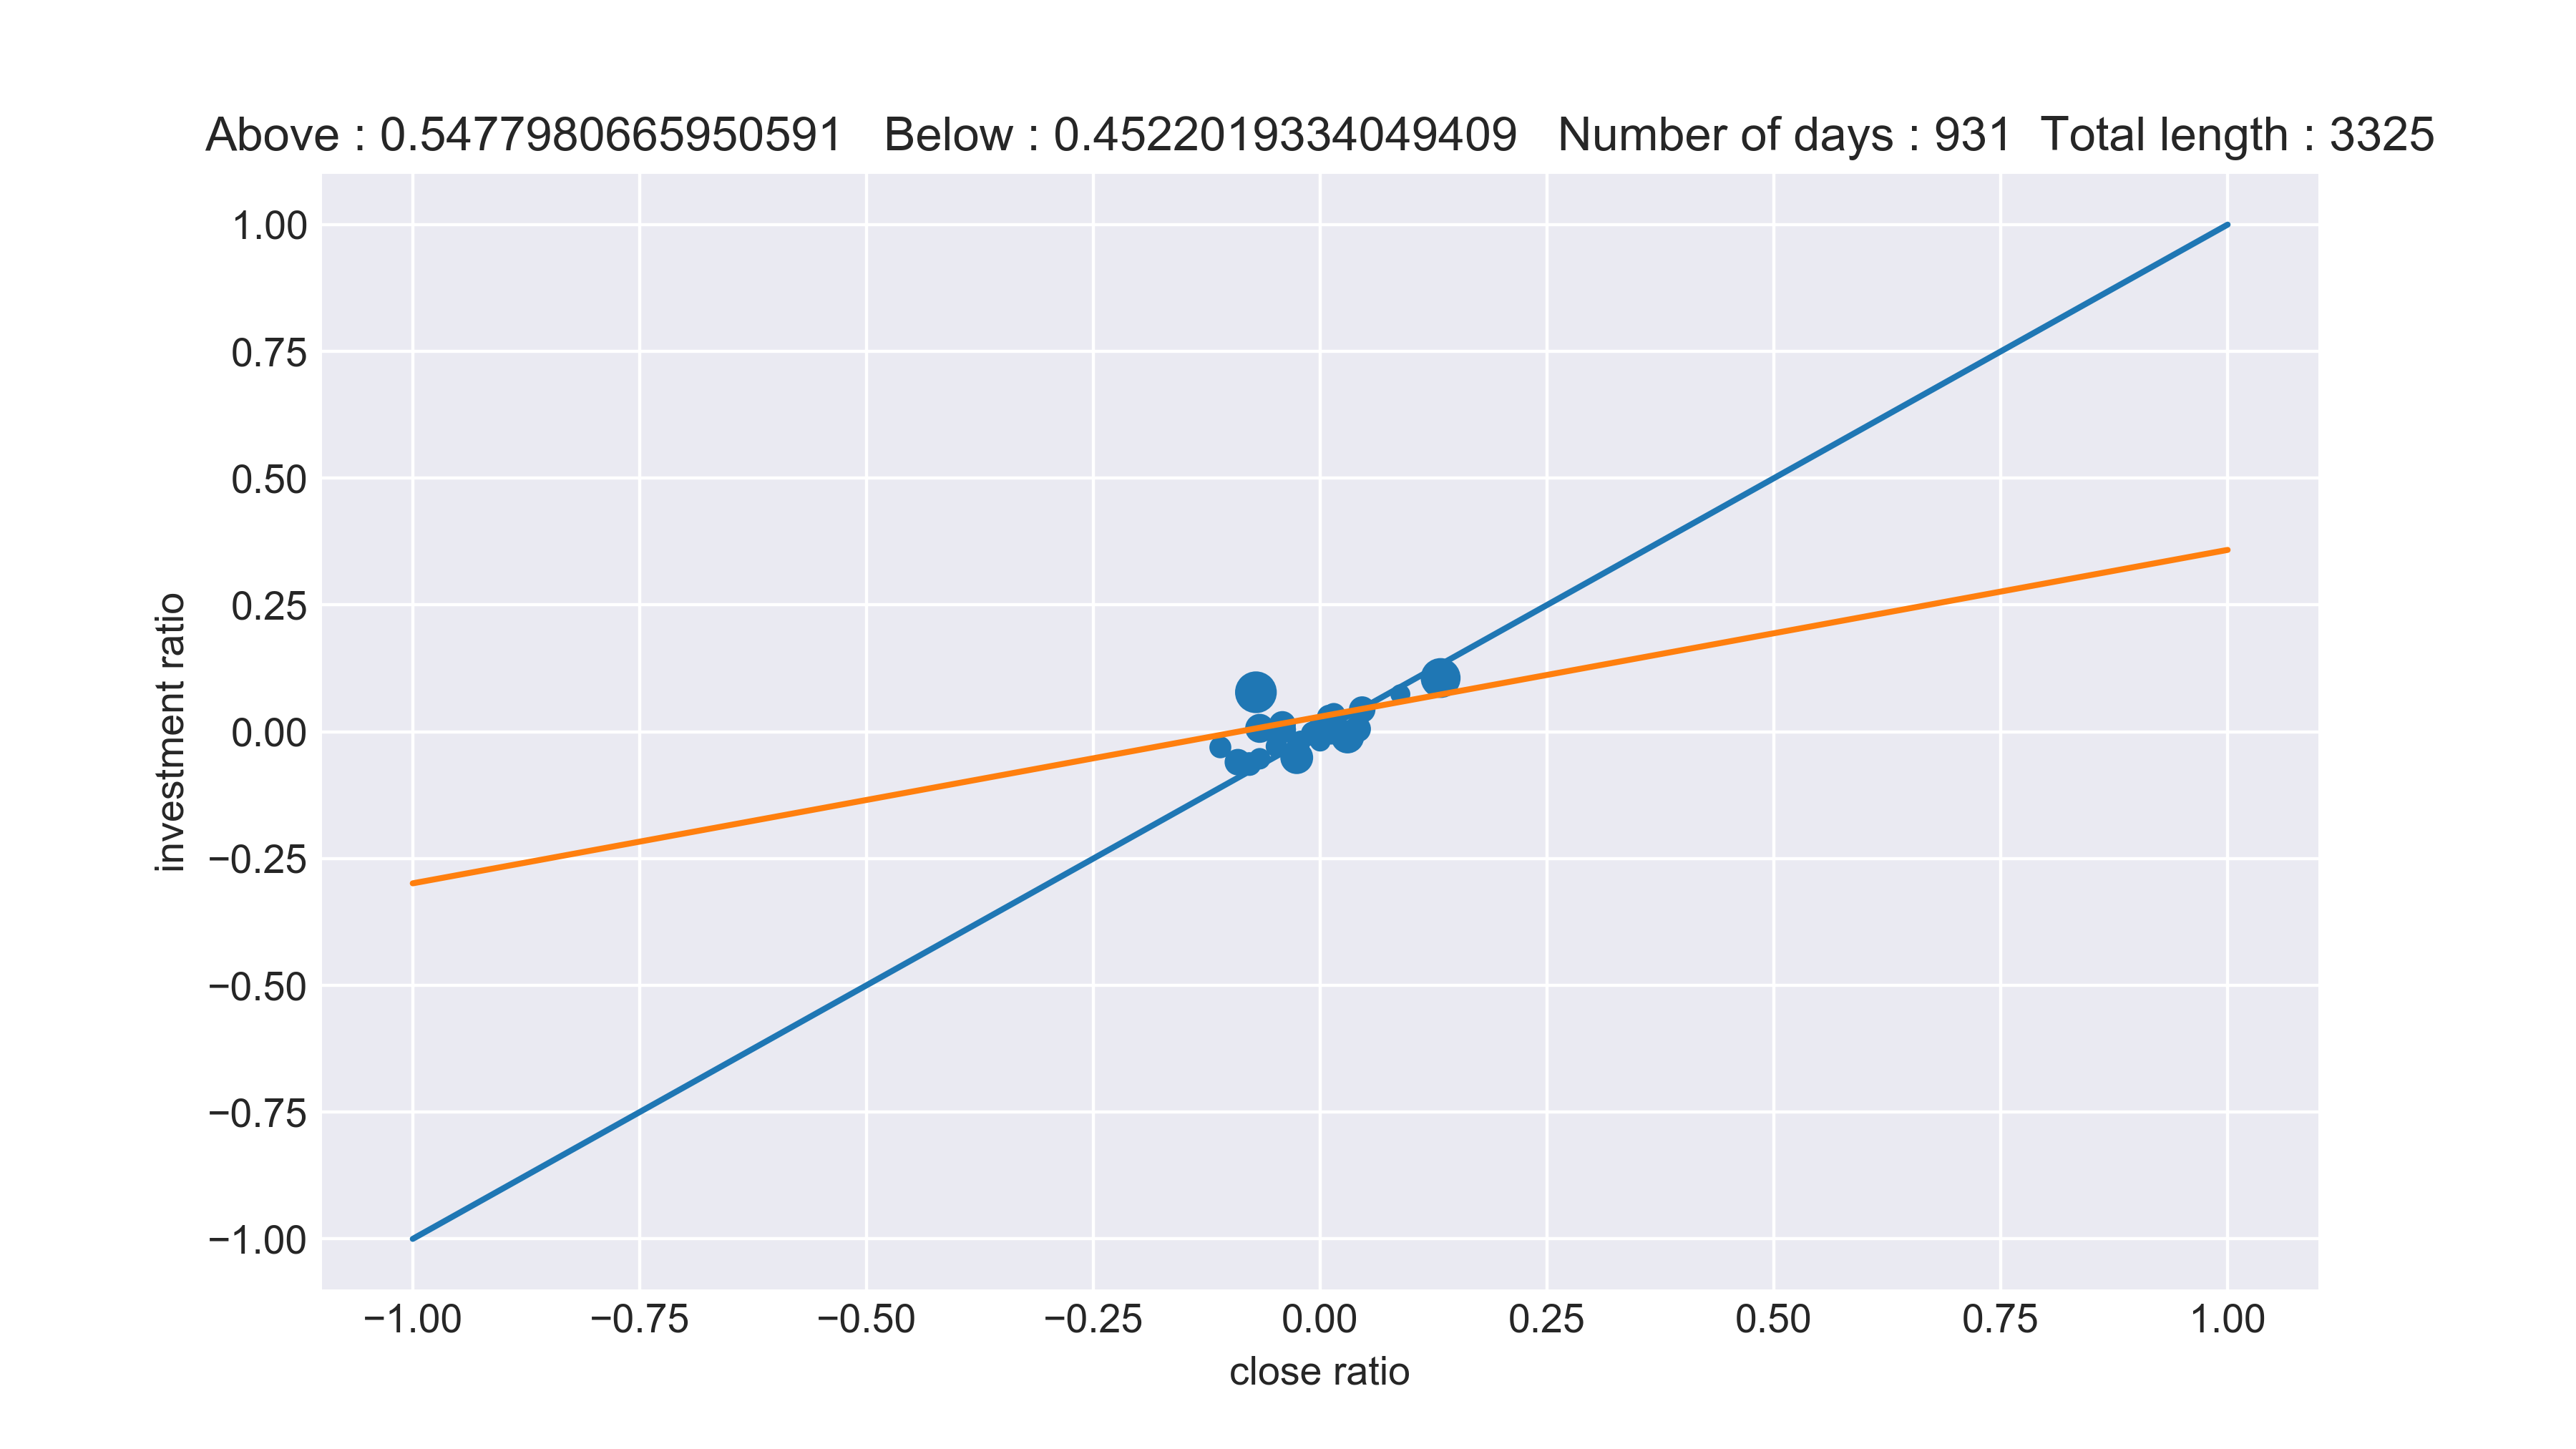 Above : 0.5477980665950591   Below : 0.4522019334049409   Number of days : 931  Total length : 3325
1.00
0.75
0.50
0.25
0.00
−0.25
−0.50
−0.75
−1.00
investment ratio
−1.00 −0.75 −0.50 −0.25 0.00 0.25 0.50 0.75 1.00
close ratio